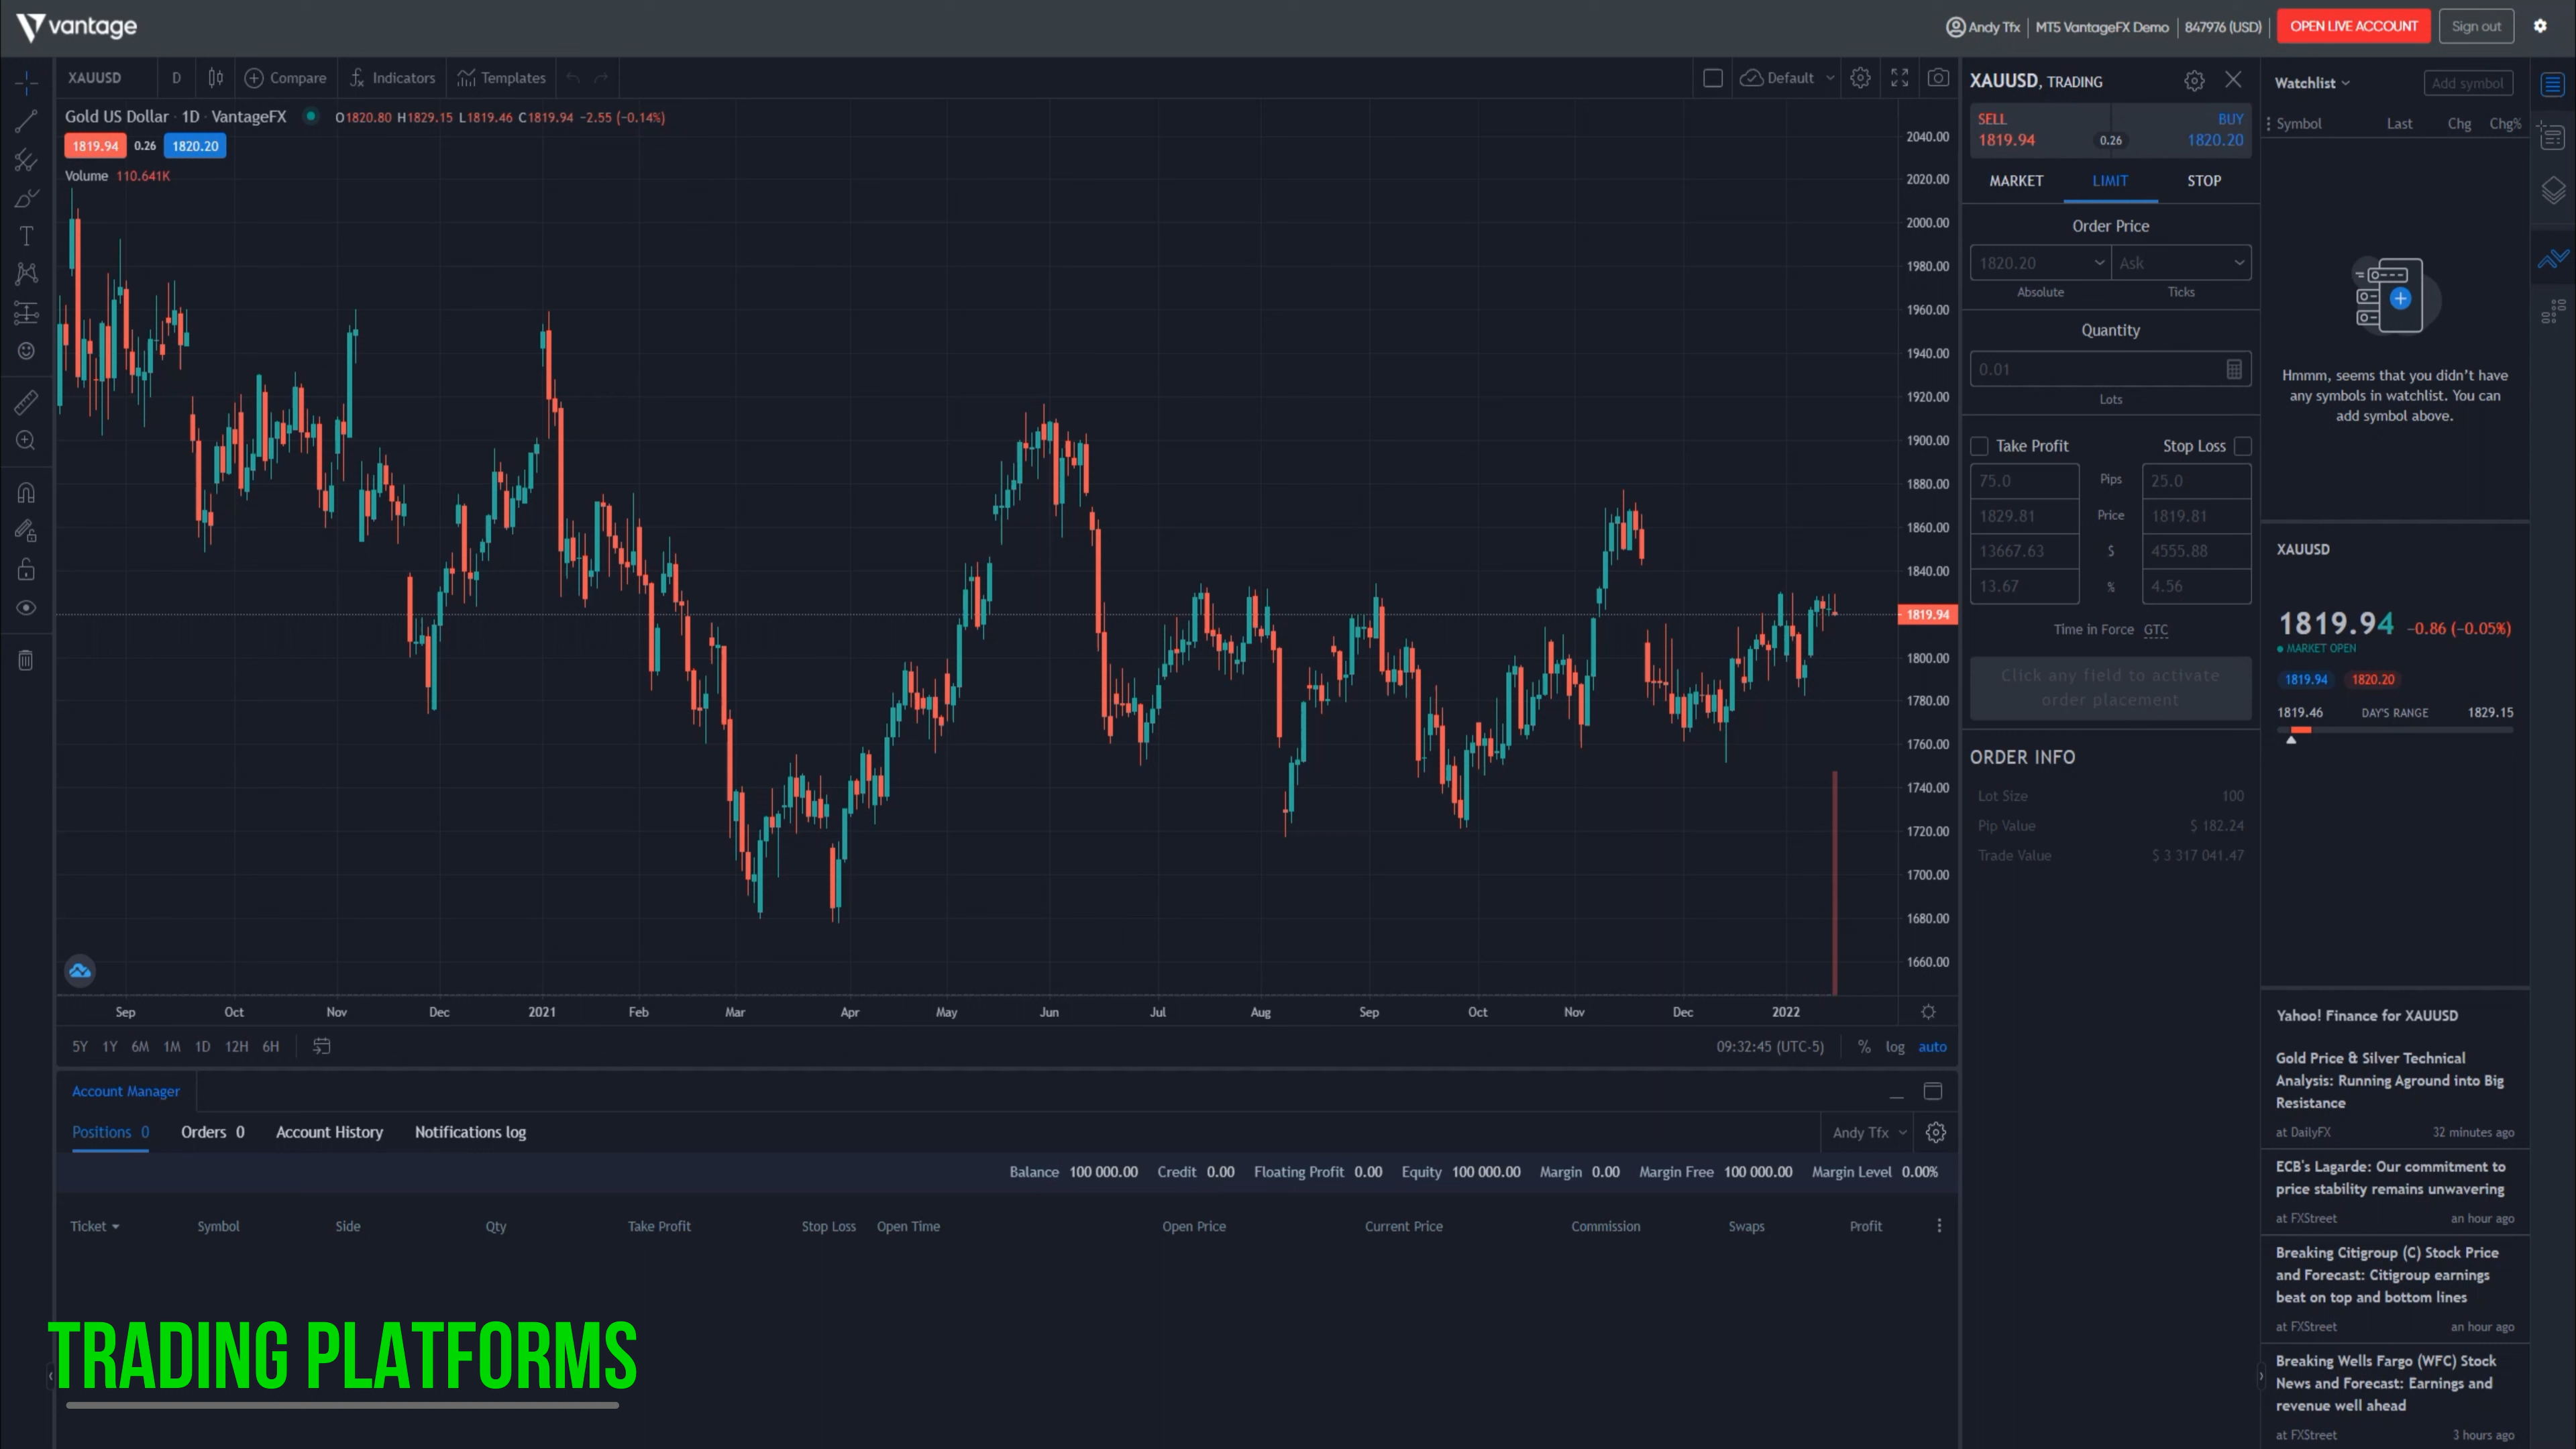 vantage
Andy Tfx | MT5 VantageFX Demo | 847976 (USD) | OPEN LIVE ACCOUNT Sign out
XAUUSD D Compare Indicators Templates Default
Gold US Dollar · 1D · VantageFX O1820.80 H1829.15 L1819.46 C1819.94 −2.55 (−0.14%)
1819.94 0.26 1820.20
Volume 110.641K
2040.00
2020.00
2000.00
1980.00
1960.00
1940.00
1920.00
1900.00
1880.00
1860.00
1840.00
1819.94
1800.00
1780.00
1760.00
1740.00
1720.00
1700.00
1680.00
1660.00
Sep Oct Nov Dec 2021 Feb Mar Apr May Jun Jul Aug Sep Oct Nov Dec 2022
5Y 1Y 6M 1M 1D 12H 6H 09:32:45 (UTC-5) % log auto
XAUUSD, TRADING
SELL BUY
1819.94 0.26 1820.20
MARKET LIMIT STOP
Order Price
1820.20 Ask
Absolute Ticks
Quantity
0.01
Lots
Take Profit Stop Loss
75.0 Pips 25.0
1829.81 Price 1819.81
13667.63 $ 4555.88
13.67 % 4.56
Time in Force GTC
Click any field to activate
order placement
ORDER INFO
Lot Size 100
Pip Value $ 182.24
Trade Value $ 3 317 041.47
Watchlist Add symbol
Symbol Last Chg Chg%
Hmmm, seems that you didn't have
any symbols in watchlist. You can
add symbol above.
XAUUSD
1819.94 −0.86 (−0.05%)
MARKET OPEN
1819.94 1820.20
1819.46 DAY'S RANGE 1829.15
Yahoo! Finance for XAUUSD
Gold Price & Silver Technical
Analysis: Running Aground into Big
Resistance
at DailyFX 32 minutes ago
ECB's Lagarde: Our commitment to
price stability remains unwavering
at FXStreet an hour ago
Breaking Citigroup (C) Stock Price
and Forecast: Citigroup earnings
beat on top and bottom lines
at FXStreet an hour ago
Breaking Wells Fargo (WFC) Stock
News and Forecast: Earnings and
revenue well ahead
at FXStreet 3 hours ago
Account Manager
Positions 0 Orders 0 Account History Notifications log Andy Tfx
Balance 100 000.00 Credit 0.00 Floating Profit 0.00 Equity 100 000.00 Margin 0.00 Margin Free 100 000.00 Margin Level 0.00%
Ticket Symbol Side Qty Take Profit Stop Loss Open Time Open Price Current Price Commission Swaps Profit
TRADING PLATFORMS